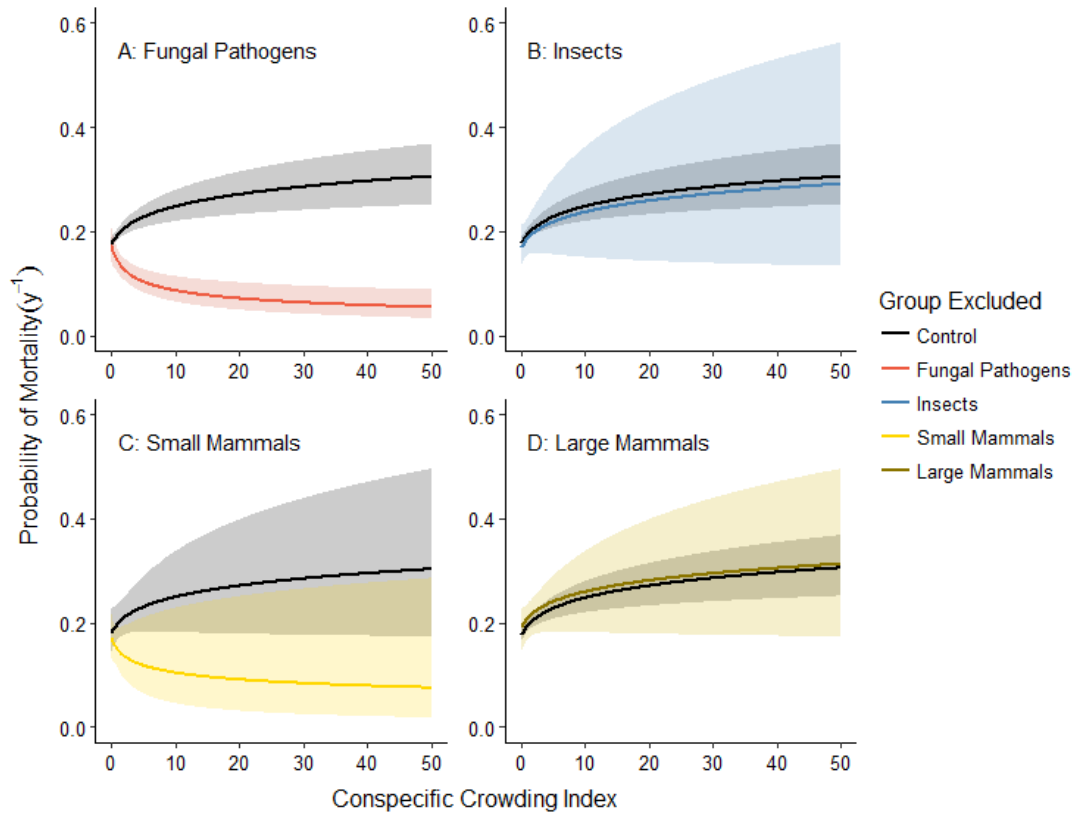 A: Fungal Pathogens
0.6
0.4
0.2
0.0
0 10 20 30 40 50
B: Insects
0.6
0.4
0.2
0.0
0 10 20 30 40 50
C: Small Mammals
0.6
0.4
0.2
0.0
0 10 20 30 40 50
D: Large Mammals
0.6
0.4
0.2
0.0
0 10 20 30 40 50
Probability of Mortality(y⁻¹)
Conspecific Crowding Index
Group Excluded
Control
Fungal Pathogens
Insects
Small Mammals
Large Mammals